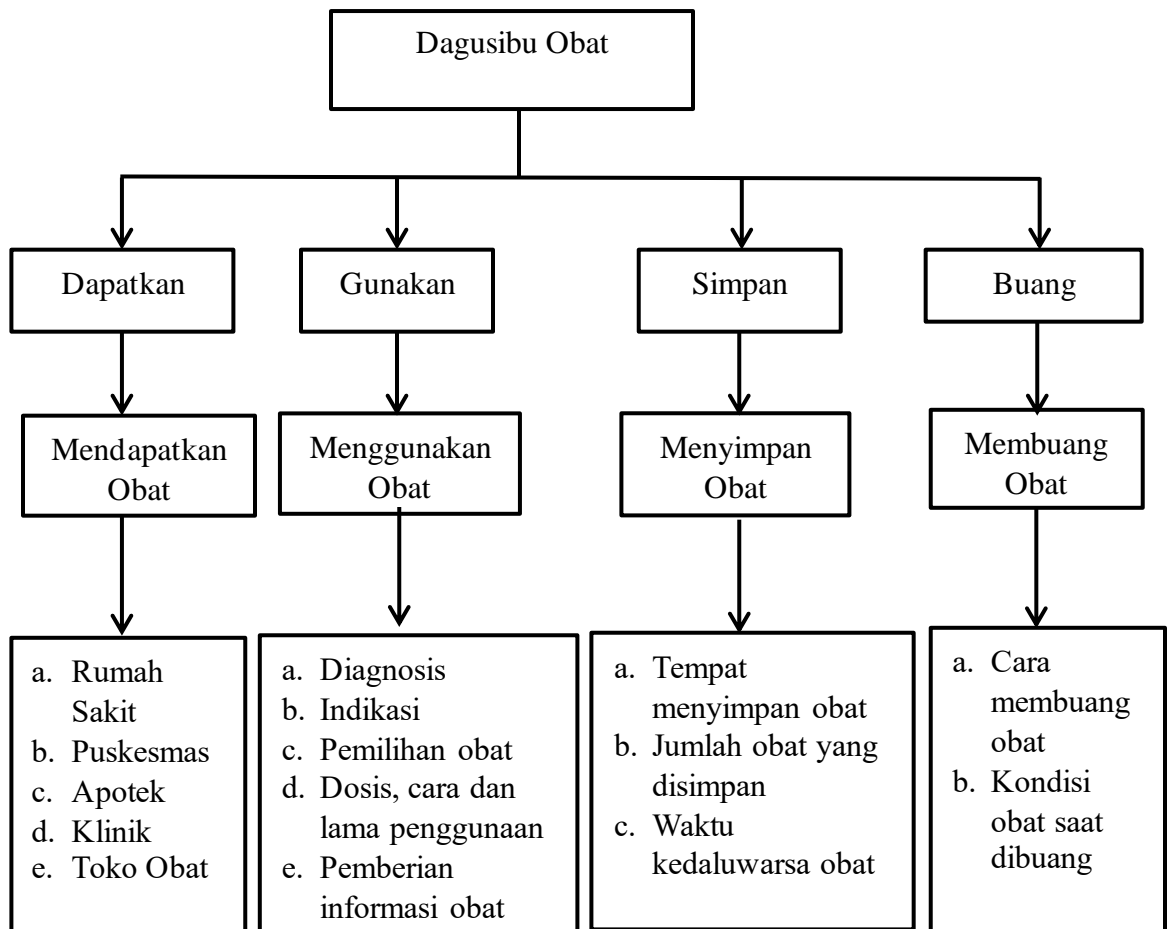 Dagusibu Obat
Dapatkan
Gunakan
Simpan
Buang
Mendapatkan
Obat
Menggunakan
Obat
Menyimpan
Obat
Membuang
Obat
a. Rumah
Sakit
b. Puskesmas
c. Apotek
d. Klinik
e. Toko Obat
a. Diagnosis
b. Indikasi
c. Pemilihan obat
d. Dosis, cara dan
lama penggunaan
e. Pemberian
informasi obat
a. Tempat
menyimpan obat
b. Jumlah obat yang
disimpan
c. Waktu
kedaluwarsa obat
a. Cara
membuang
obat
b. Kondisi
obat saat
dibuang